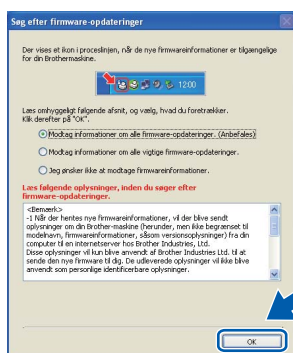 Søg efter firmware-opdateringer
Der vises et ikon i proceslinjen, når de nye firmwareinformationer er tilgængelige
for din Brothermaskine.
12:00
Læs omhyggeligt følgende afsnit, og vælg, hvad du foretrækker.
Klik derefter på "OK".
Modtag informationer om alle firmware-opdateringer. (Anbefales)
Modtag informationer om alle vigtige firmware-opdateringer.
Jeg ønsker ikke at modtage firmwareinformationer.
Læs følgende oplysninger, inden du søger efter
firmware-opdateringer.
<Bemærk>
-1 Når der hentes nye firmwareinformationer, vil der blive sendt
oplysninger om din Brother-maskine (herunder, men ikke begrænset til
modelnavn, firmwareinformationer, såsom versionsoplysninger) fra din
computer til en internetserver hos Brother Industries, Ltd.
Disse oplysninger vil kun blive anvendt af Brother Industries, Ltd. til at
sende den nye firmware til dig. De udleverede oplysninger vil ikke blive
anvendt som personlige identificerbare oplysninger.
OK